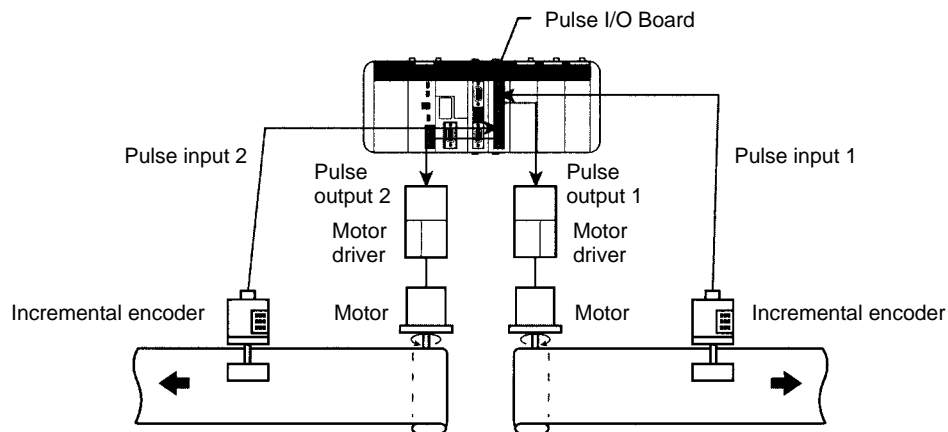 Pulse I/O Board
Pulse input 2
Pulse input 1
Pulse
output 2
Pulse
output 1
Motor
driver
Motor
driver
Incremental encoder
Motor
Motor
Incremental encoder